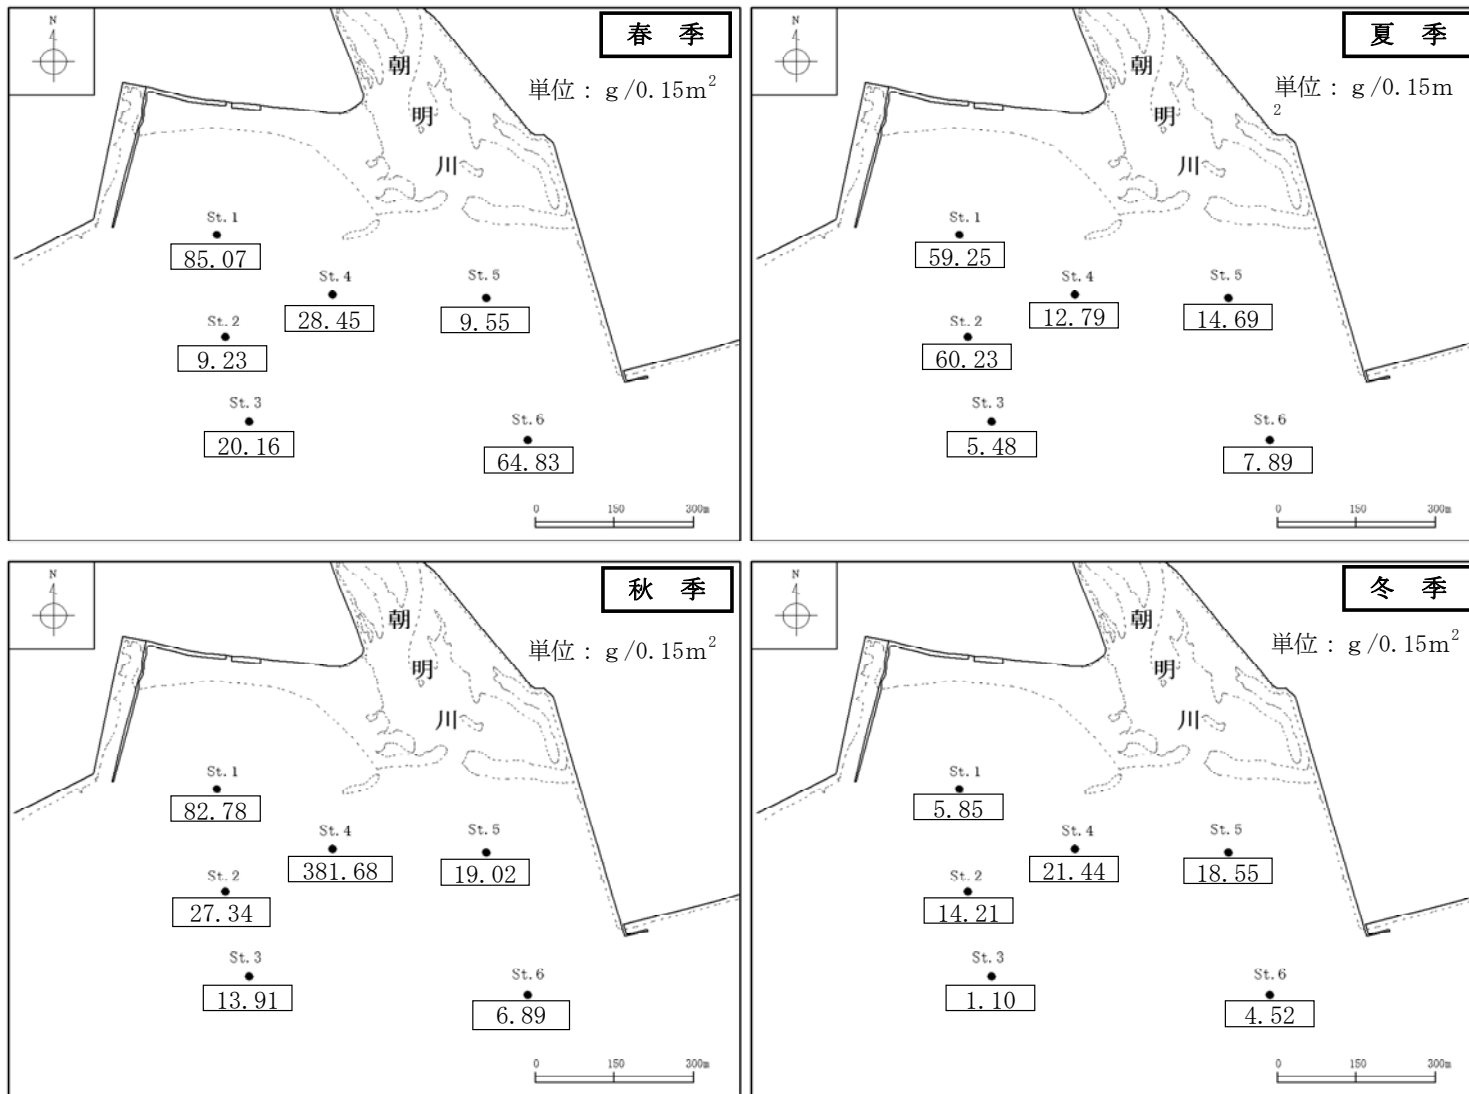 N
春 季
単位：g/0.15m²
朝
明
川
St.1
85.07
St.4
28.45
St.5
9.55
St.2
9.23
St.3
20.16
St.6
64.83
0 150 300m
N
夏 季
単位：g/0.15m
2
朝
明
川
St.1
59.25
St.4
12.79
St.5
14.69
St.2
60.23
St.3
5.48
St.6
7.89
0 150 300m
N
秋 季
単位：g/0.15m²
朝
明
川
St.1
82.78
St.4
381.68
St.5
19.02
St.2
27.34
St.3
13.91
St.6
6.89
0 150 300m
N
冬 季
単位：g/0.15m²
朝
明
川
St.1
5.85
St.4
21.44
St.5
18.55
St.2
14.21
St.3
1.10
St.6
4.52
0 150 300m